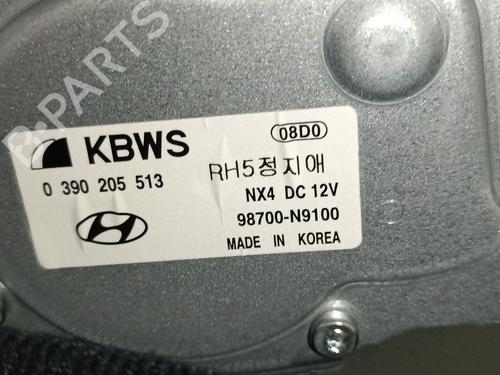 B-PARTS
08D0
KBWS
RH5정지애
0 390 205 513
NX4 DC 12V
98700-N9100
MADE IN KOREA